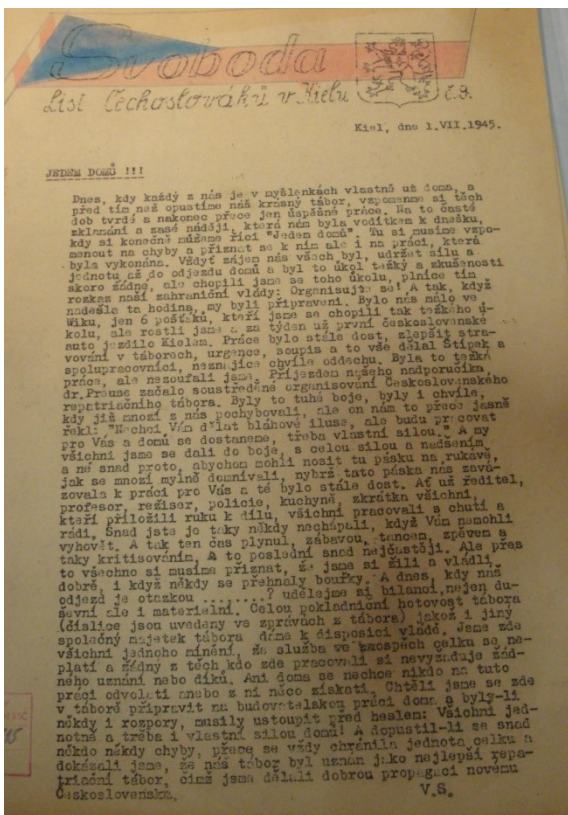 Svoboda
List Čechoslováků v Kielu č.9.
Kiel, dne 1.VII.1945.
JEDEM DOMŮ !!!
Dnes, kdy každý z nás je v myšlenkách vlastně už doma, a
před tím než opustíme náš krásný tábor, vzpomeňme si těch
dob tvrdé a nakonec přece jen úspěšné práce. Na to časté
zklamání a zase naději, která nám byla vodítkem k dnešku,
kdy si konečně můžeme říci "Jedem domů". Tu si musíme vzpo-
menout na chyby a přiznat se k nim ale i na práci, která
byla vykonána. Vždyť zájem nás všech byl, udržet sílu a
jednotu až do odjezdu domů a byl to úkol těžký a zkušenosti
skoro žádné, ale chopili jsme se toho úkolu, plníce tím
rozkaz naší zahraniční vlády: Organisujte se! A tak, když
nadešla ta hodina, my byli připraveni. Bylo nás málo ve
Wiku, jen 6 pošťáků, kteří jsme se chopili tak težkého ú-
kolu, ale rostli jsme a za týden už první československé
auto jezdilo Kielem. Práce bylo stále dost, zlepšit stra-
vování v táborech, urgence, soupis a to vše dělal Štípek a
spolupracovníci, neznajíce chvíle oddechu. Byla to težká
práce, ale nezoufali jsme. Příjezdem našeho nadporučíka
dr.Prouse začalo soustředěné organisování Československého
repatriačního tábora. Byly to tuhé boje, byly i chvíle,
kdy již mnozí z nás pochybovali, ale on nám to přece jasně
řekl: "Nechci Vám dělat bláhové iluse, ale budu pracovat
pro Vás a domů se dostaneme, třeba vlastní silou." A my
všichni jsme se dali do boje, s celou silou a nadšením
a né snad proto, abychom mohli nosit tu pásku na rukávě,
jak se mnozí mylně domnívali, nýbrž tato páska nás zavá-
zovala k práci pro Vás a té bylo stále dost. Ať už ředitel,
profesor, režisér, policie, kuchyně, zkrátka všichni,
kteří přiložili ruku k dílu, všichni pracovali s chutí a
rádi. Snad jste je taky někdy nechápali, když Vám nemohli
vyhovět. A tak ten čas plynul, zábavou, tancem, zpěvem a
taky kritisováním, A to poslední snad nejčastěji. Ale přes
to všechno si musíme přiznat, že jsme si žili a vládli
dobře, i když někdy se přehnaly bouřky. A dnes, kdy náš
odjezd je otázkou ........? udělejme si bilanci,nejen du-
ševní ale i materielní. Celou pokladniční hotovost tábora
(číslice jsou uvedeny ve zprávách z tábora) jakož i jiný
společný majetek tábora dáme k disposici vládě. Jsme zde
všichni jednoho mínění, že služba ve prospěch celku se ne-
platí a žádný z těch,kdo zde pracovali si nevyžaduje žád-
ného uznání nebo díků. Ani doma se nechce nikdo na tuto
práci odvolati anebo z ní něco získati. Chtěli jsme se zde
v táboře připravit na budovatelskou práci doma a byly-li
někdy i rozpory, musily ustoupit před heslem: Všichni jed-
notně a třeba i vlastní silou domů! A dopustil-li se snad
někdo někdy chyby, přece se vždy chránila jednota celku a
dokázali jsme, že náš tábor byl uznán jako nejlepší repa-
triační tábor, čímž jsme dělali dobrou propagaci novému
Československu. V.S.